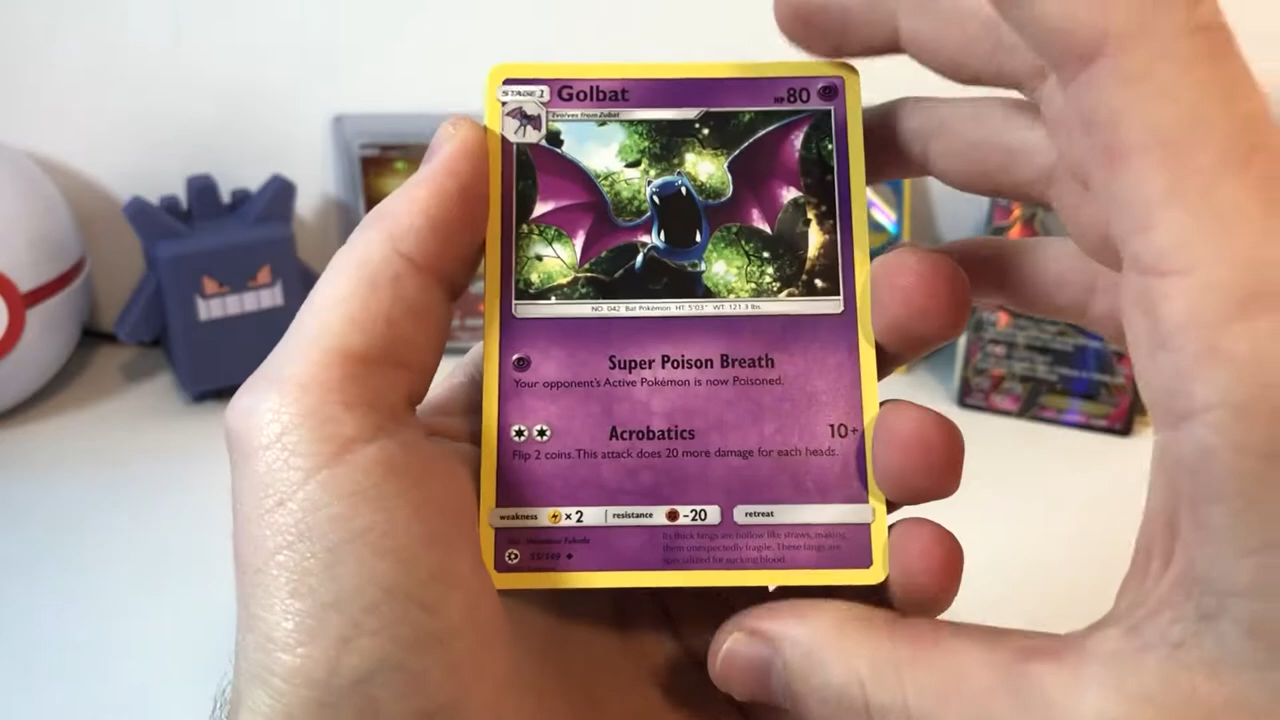 STAGE 1 Golbat HP 80
Evolves from Zubat
NO. 042 Bat Pokémon HT: 5'03" WT: 121.3 lbs.
Super Poison Breath
Your opponent's Active Pokémon is now Poisoned.
Acrobatics 10+
Flip 2 coins. This attack does 20 more damage for each heads.
weakness ×2 resistance -20 retreat
Its thick fangs are hollow like straws, making
them unexpectedly fragile. These fangs are
specialized for sucking blood.
55/149